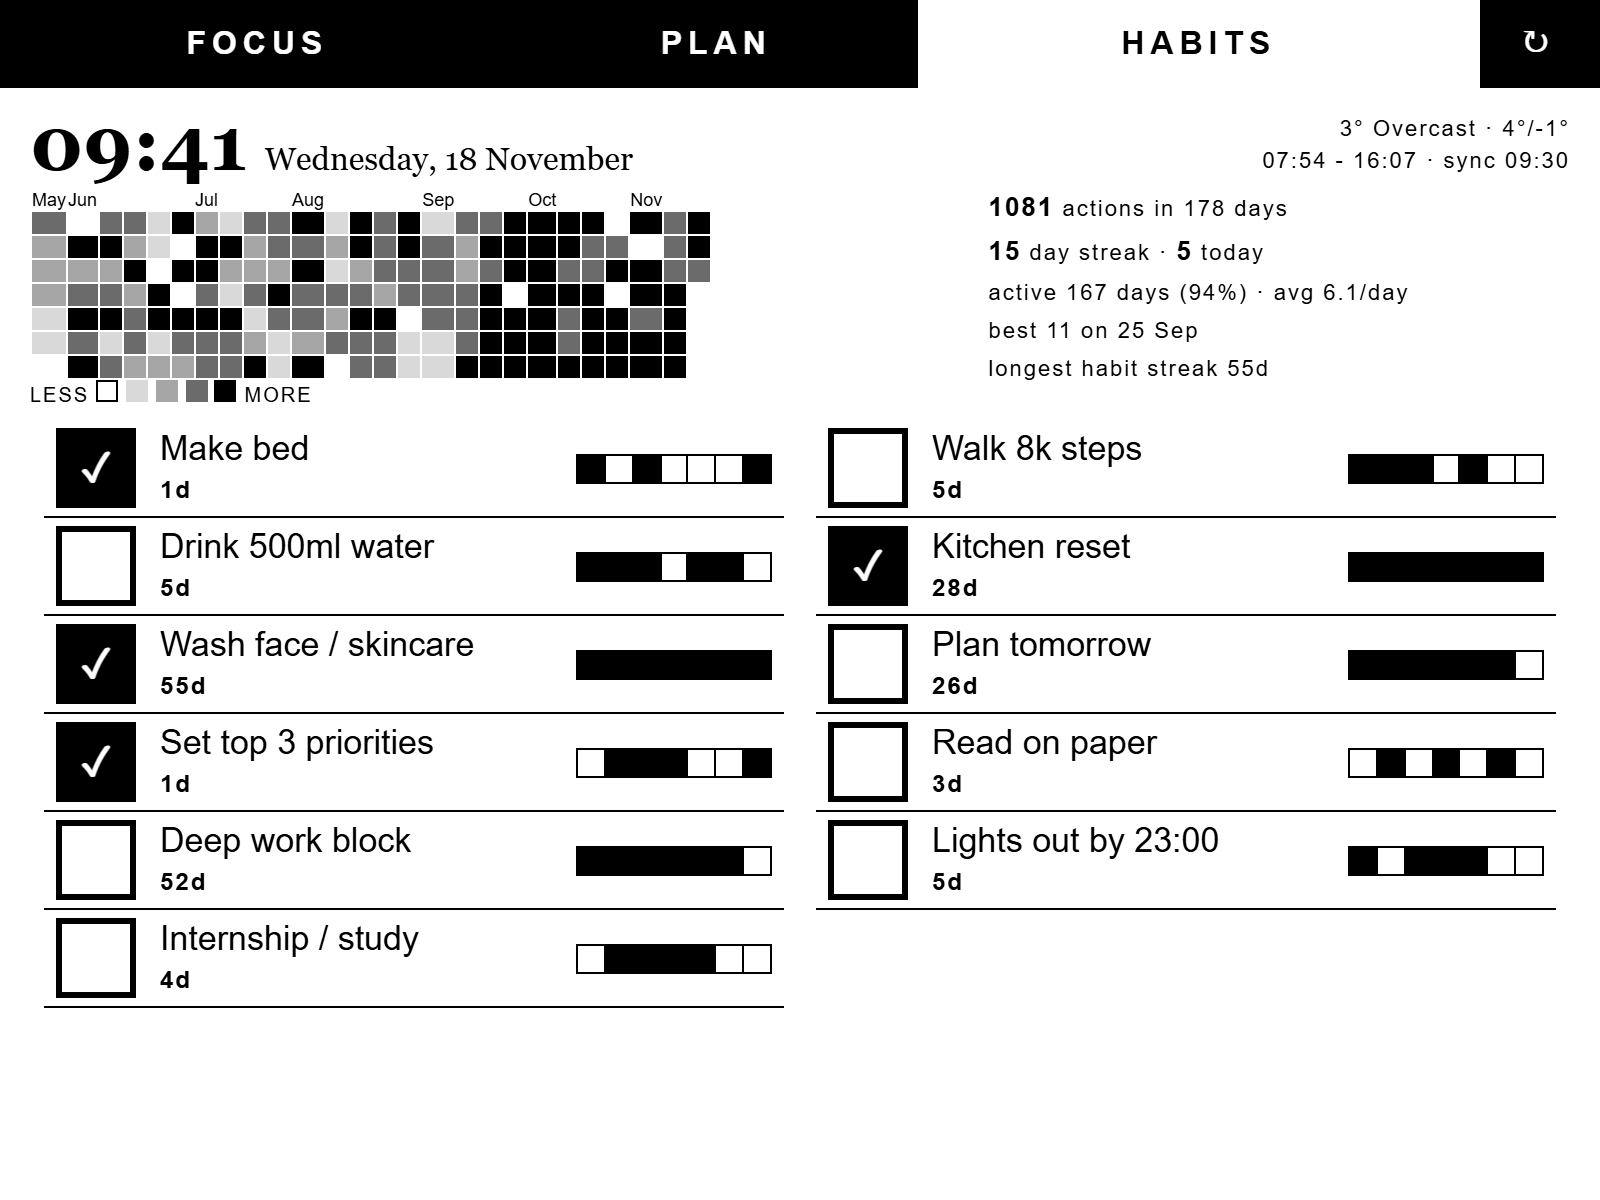 FOCUS PLAN HABITS ↻
09:41 Wednesday, 18 November
3° Overcast · 4°/-1°
07:54 - 16:07 · sync 09:30
May Jun Jul Aug Sep Oct Nov
LESS MORE
1081 actions in 178 days
15 day streak · 5 today
active 167 days (94%) · avg 6.1/day
best 11 on 25 Sep
longest habit streak 55d
✓ Make bed
1d
Drink 500ml water
5d
✓ Wash face / skincare
55d
✓ Set top 3 priorities
1d
Deep work block
52d
Internship / study
4d
Walk 8k steps
5d
✓ Kitchen reset
28d
Plan tomorrow
26d
Read on paper
3d
Lights out by 23:00
5d